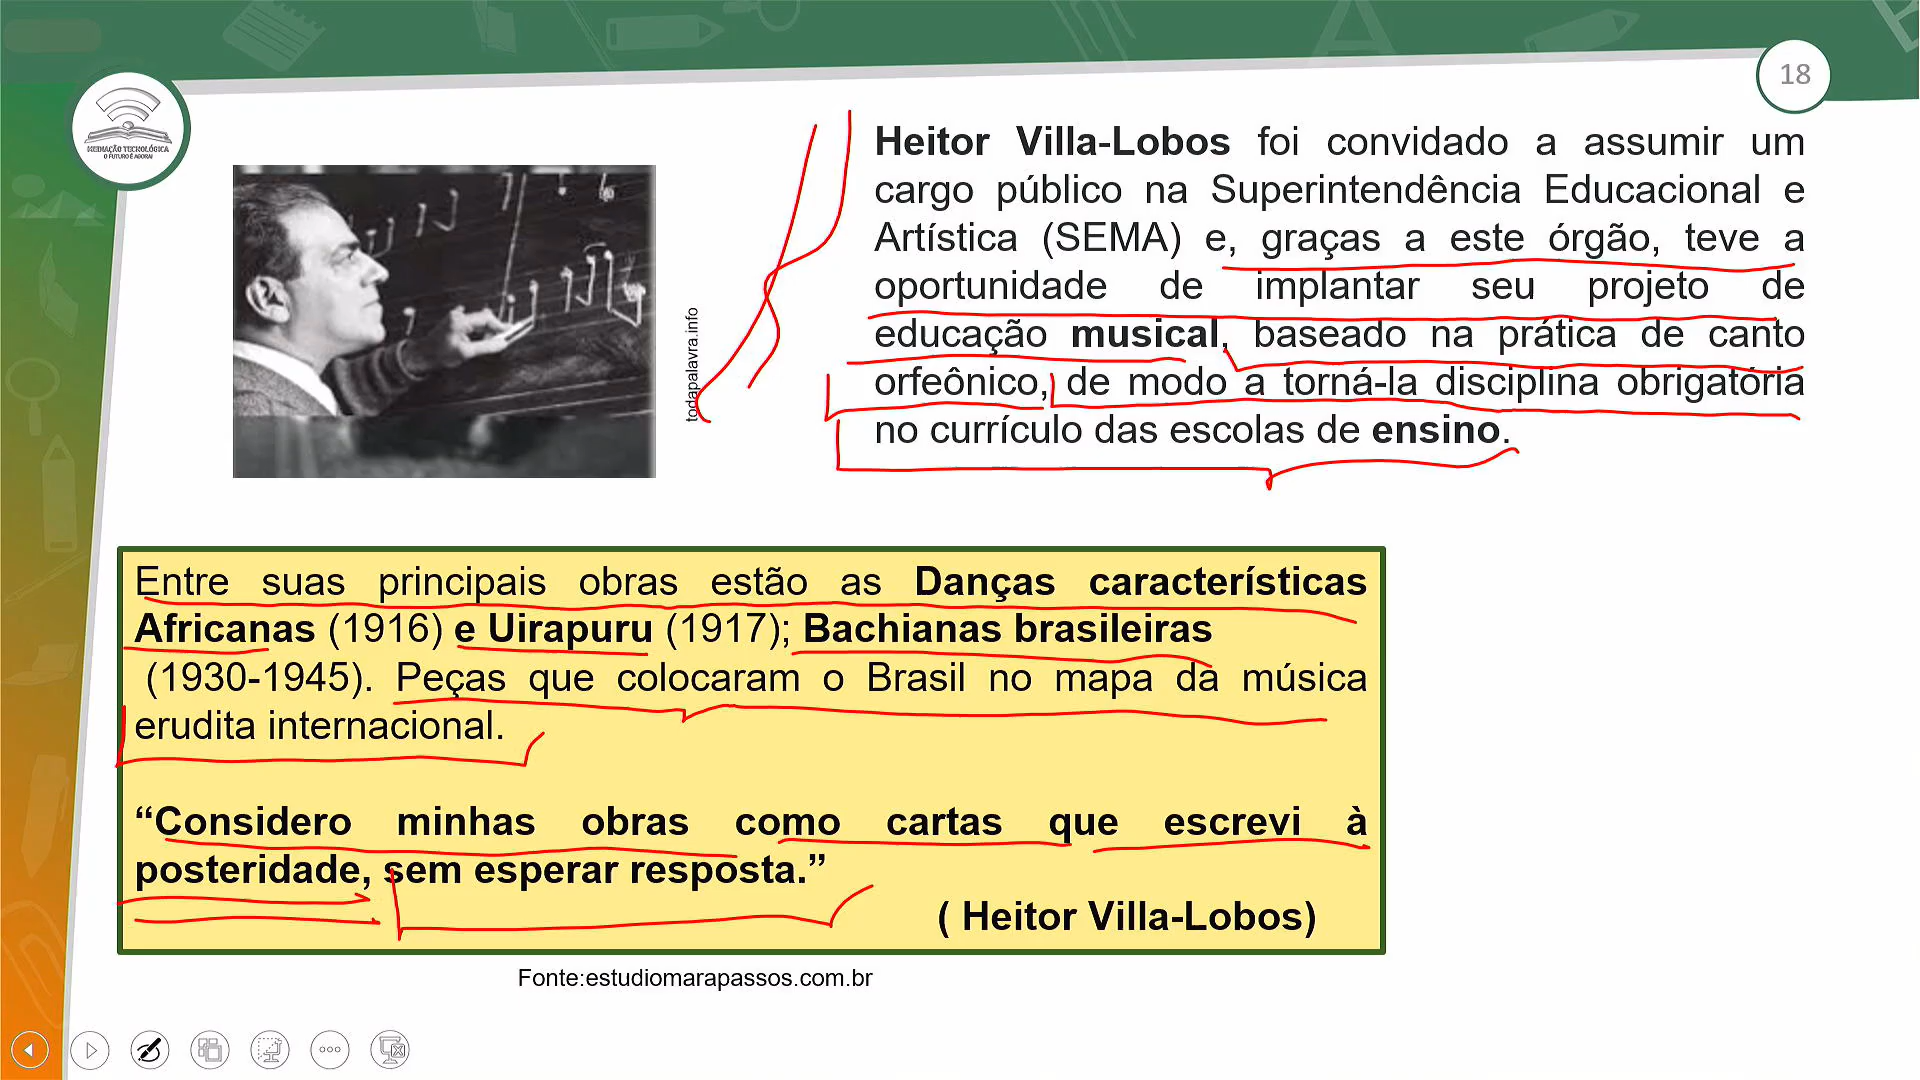 18
MEDIAÇÃO TECNOLÓGICA
O FUTURO É AGORA!
Heitor Villa-Lobos foi convidado a assumir um
cargo público na Superintendência Educacional e
Artística (SEMA) e, graças a este órgão, teve a
oportunidade de implantar seu projeto de
educação musical, baseado na prática de canto
orfeônico, de modo a torná-la disciplina obrigatória
no currículo das escolas de ensino.
todapalavra.info
Entre suas principais obras estão as Danças características
Africanas (1916) e Uirapuru (1917); Bachianas brasileiras
(1930-1945). Peças que colocaram o Brasil no mapa da música
erudita internacional.
“Considero minhas obras como cartas que escrevi à
posteridade, sem esperar resposta.”
( Heitor Villa-Lobos)
Fonte:estudiomarapassos.com.br